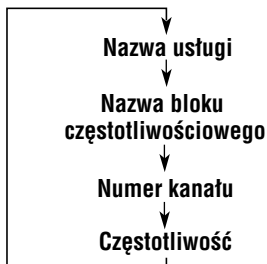 Nazwa usługi
Nazwa bloku
częstotliwościowego
Numer kanału
Częstotliwość